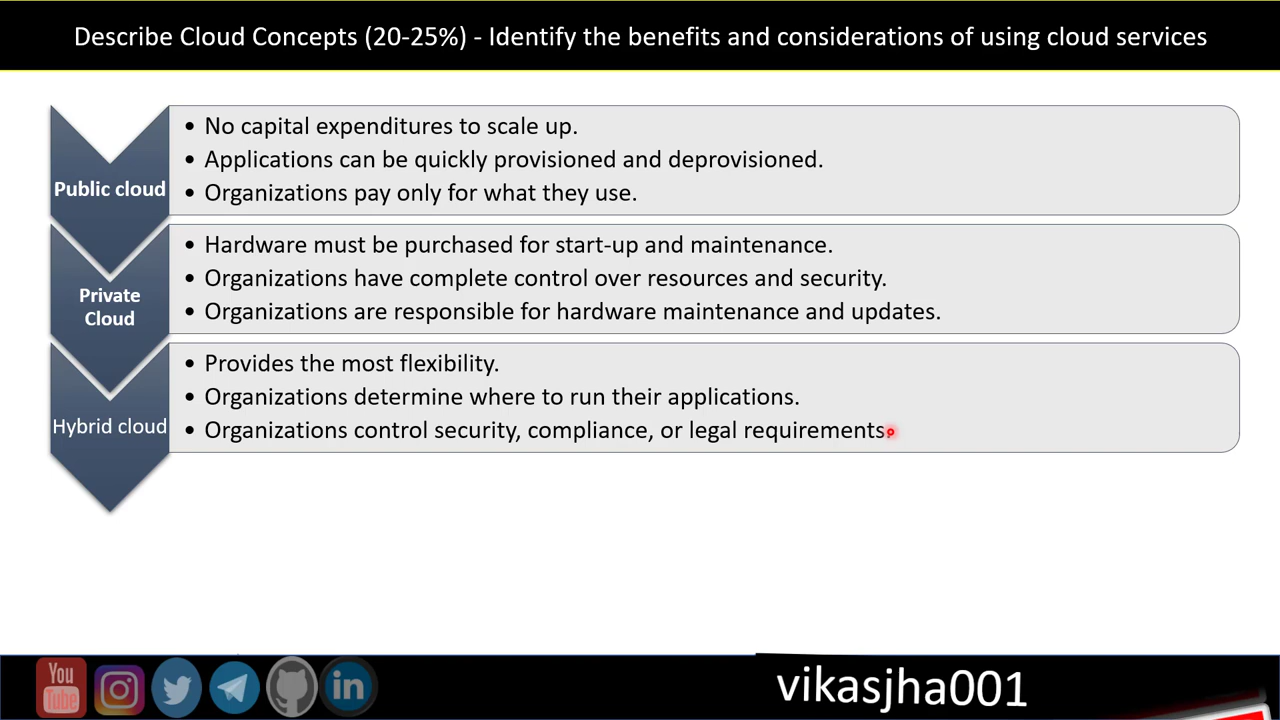 Describe Cloud Concepts (20-25%) - Identify the benefits and considerations of using cloud services
Public cloud
• No capital expenditures to scale up.
• Applications can be quickly provisioned and deprovisioned.
• Organizations pay only for what they use.
Private
Cloud
• Hardware must be purchased for start-up and maintenance.
• Organizations have complete control over resources and security.
• Organizations are responsible for hardware maintenance and updates.
Hybrid cloud
• Provides the most flexibility.
• Organizations determine where to run their applications.
• Organizations control security, compliance, or legal requirements.
You
Tube
in
vikasjha001